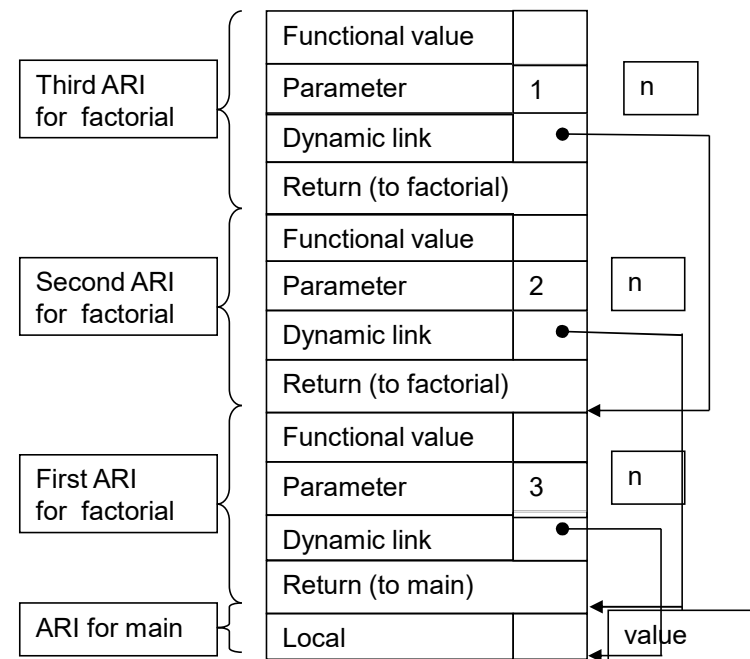 Functional value
Third ARI
for factorial
Parameter 1 n
Dynamic link
Return (to factorial)
Functional value
Second ARI
for factorial
Parameter 2 n
Dynamic link
Return (to factorial)
Functional value
First ARI
for factorial
Parameter 3 n
Dynamic link
Return (to main)
ARI for main
Local value